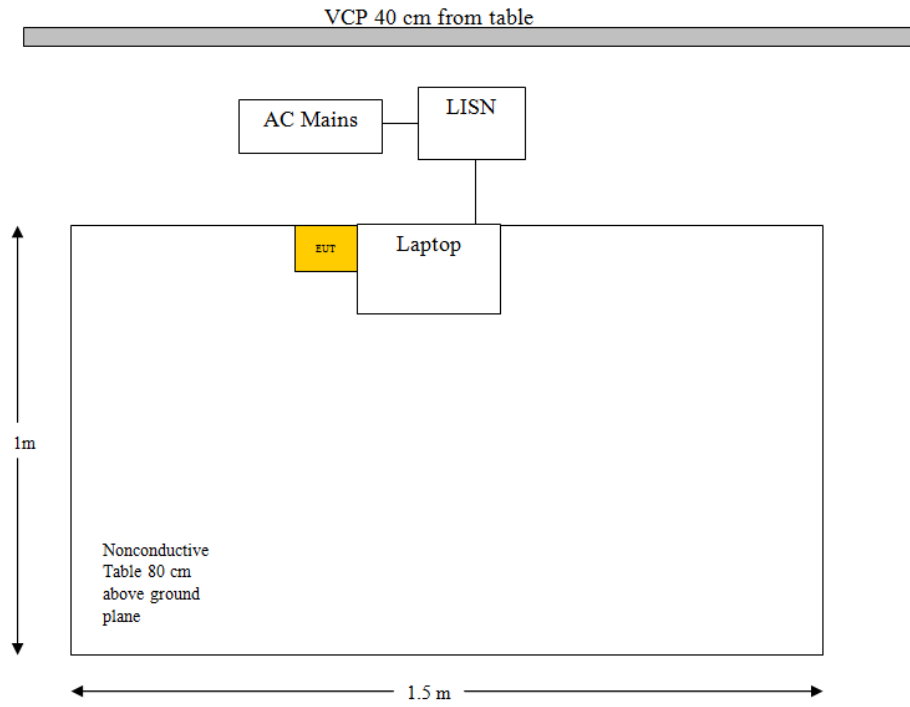 VCP 40 cm from table
AC Mains
LISN
EUT
Laptop
1m
Nonconductive
Table 80 cm
above ground
plane
1.5 m